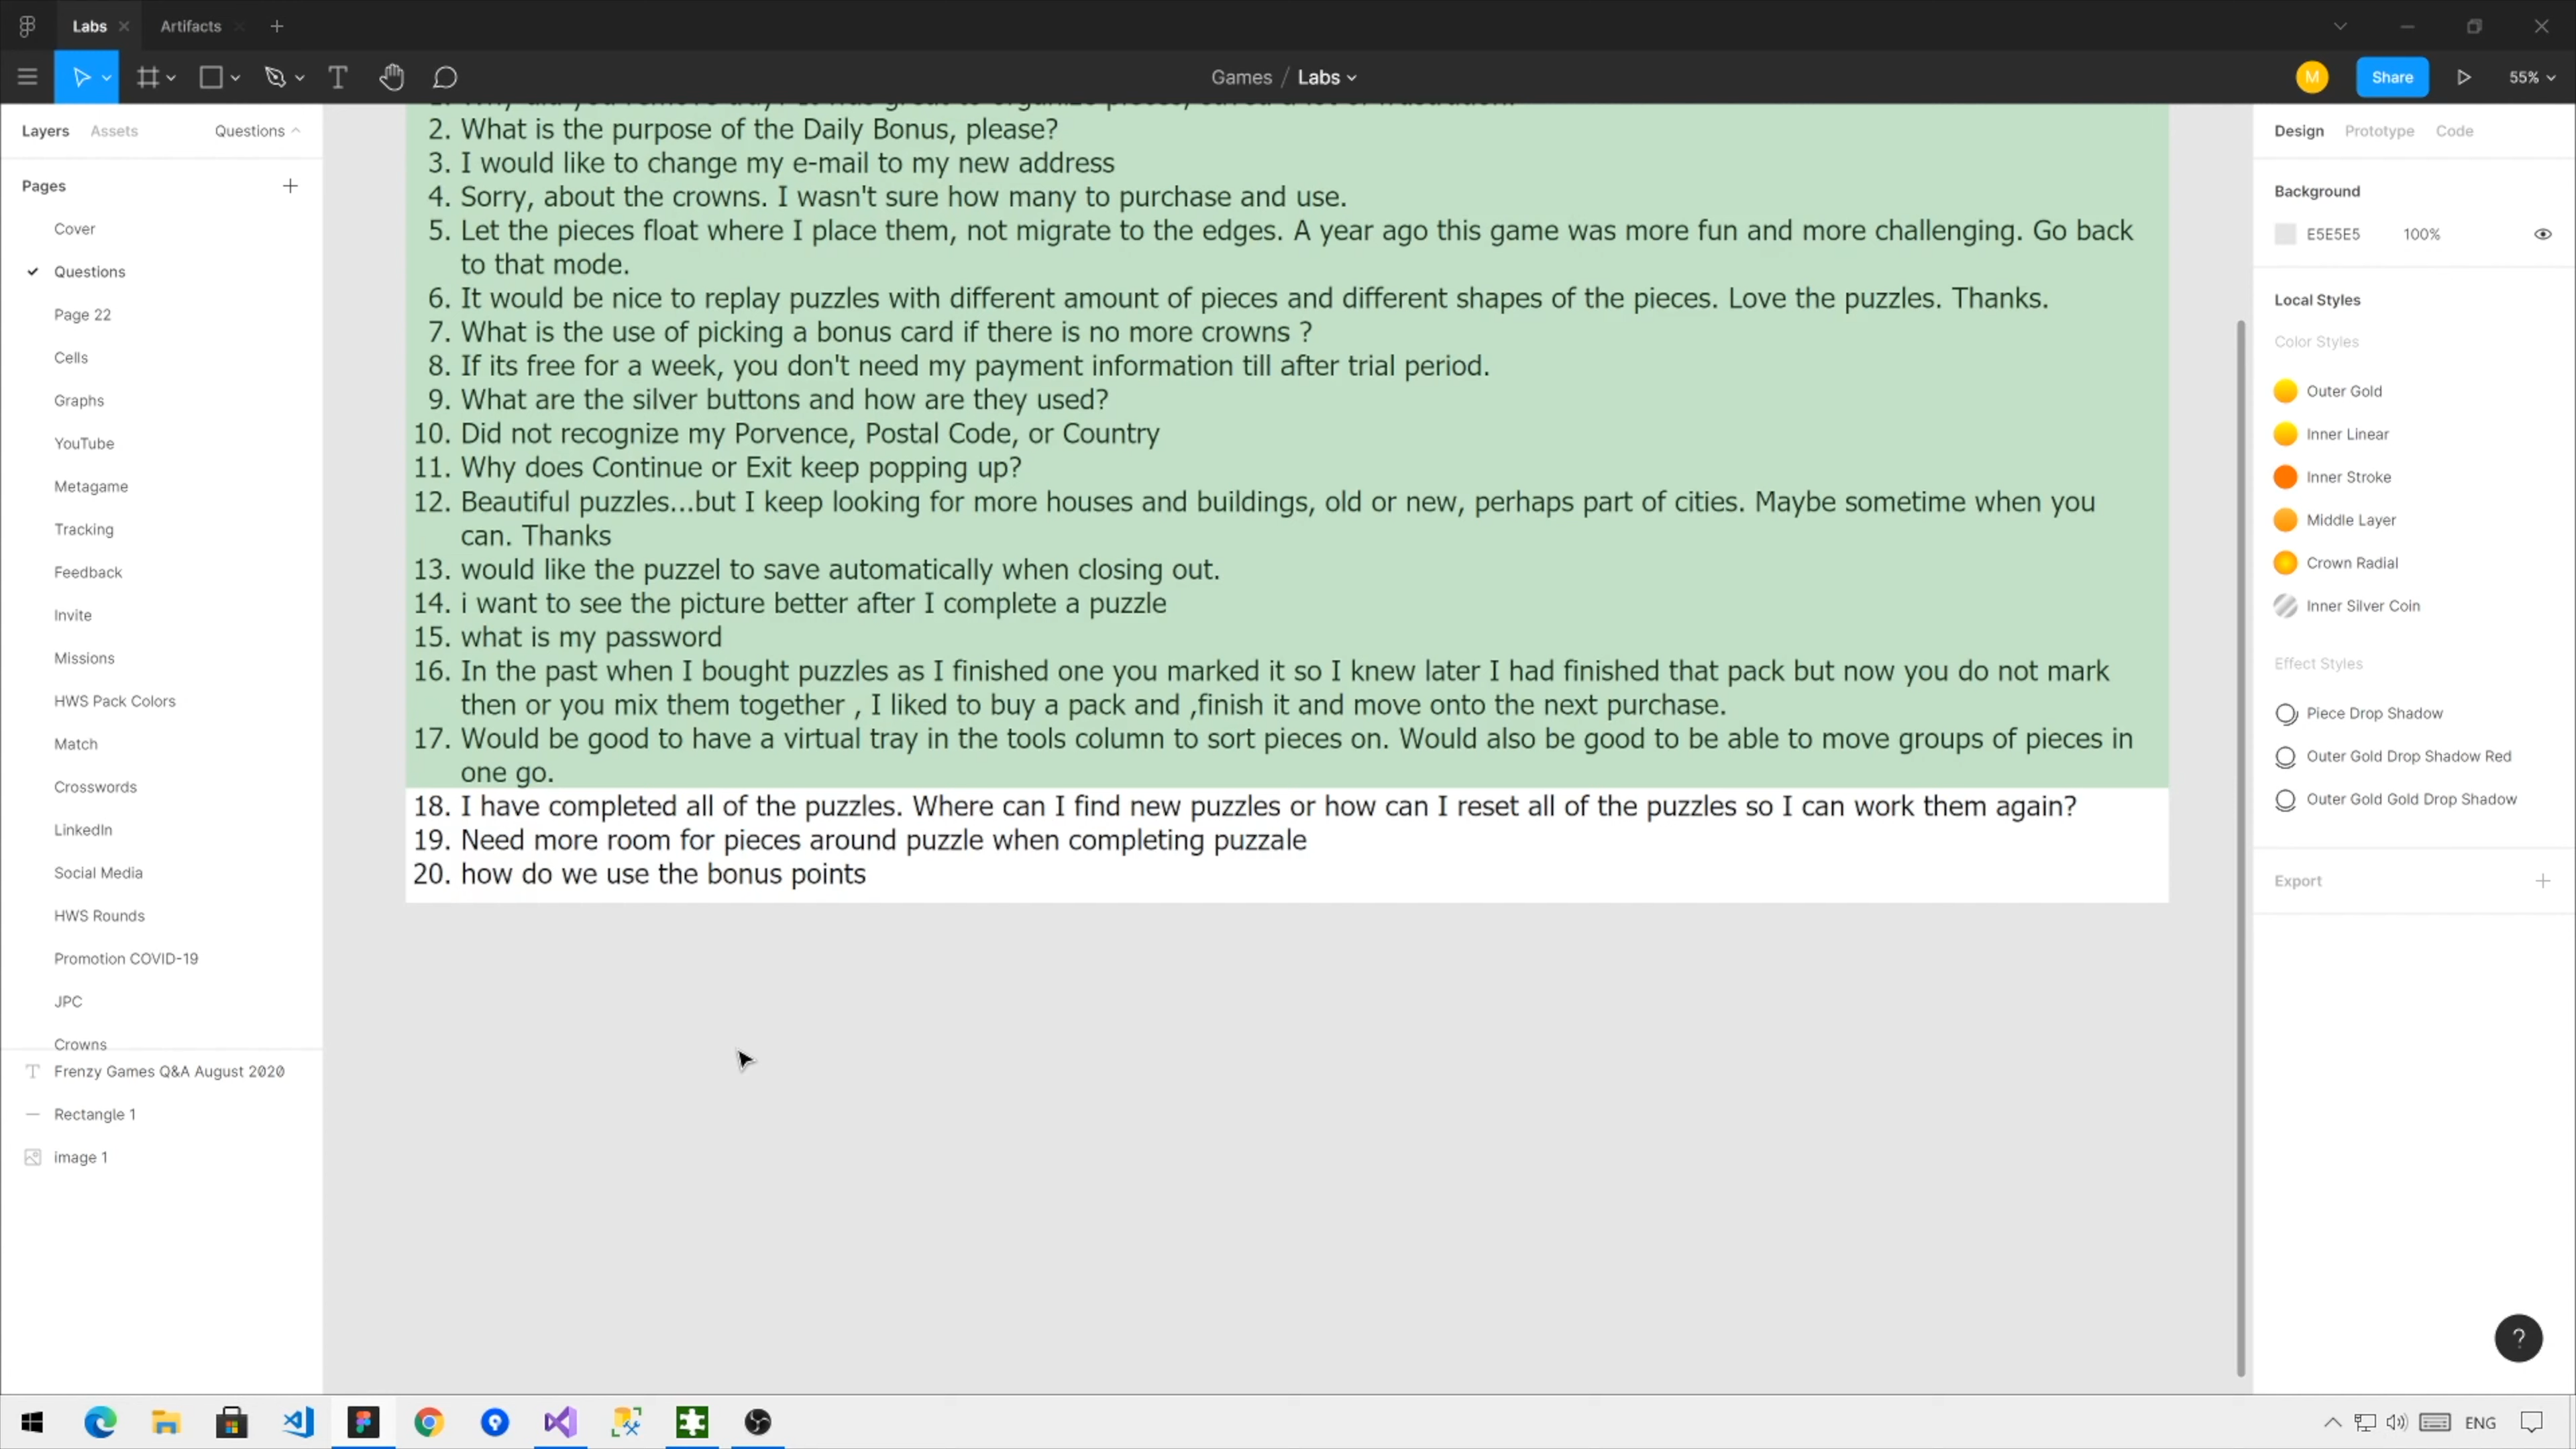 Labs
Artifacts
Games / Labs
M
Share
55%
Layers
Assets
Questions
Pages
Cover
Questions
Page 22
Cells
Graphs
YouTube
Metagame
Tracking
Feedback
Invite
Missions
HWS Pack Colors
Match
Crosswords
LinkedIn
Social Media
HWS Rounds
Promotion COVID-19
JPC
Crowns
Frenzy Games Q&A August 2020
Rectangle 1
image 1
2. What is the purpose of the Daily Bonus, please?
3. I would like to change my e-mail to my new address
4. Sorry, about the crowns. I wasn't sure how many to purchase and use.
5. Let the pieces float where I place them, not migrate to the edges. A year ago this game was more fun and more challenging. Go back
to that mode.
6. It would be nice to replay puzzles with different amount of pieces and different shapes of the pieces. Love the puzzles. Thanks.
7. What is the use of picking a bonus card if there is no more crowns ?
8. If its free for a week, you don't need my payment information till after trial period.
9. What are the silver buttons and how are they used?
10. Did not recognize my Porvence, Postal Code, or Country
11. Why does Continue or Exit keep popping up?
12. Beautiful puzzles...but I keep looking for more houses and buildings, old or new, perhaps part of cities. Maybe sometime when you
can. Thanks
13. would like the puzzel to save automatically when closing out.
14. i want to see the picture better after I complete a puzzle
15. what is my password
16. In the past when I bought puzzles as I finished one you marked it so I knew later I had finished that pack but now you do not mark
then or you mix them together , I liked to buy a pack and ,finish it and move onto the next purchase.
17. Would be good to have a virtual tray in the tools column to sort pieces on. Would also be good to be able to move groups of pieces in
one go.
18. I have completed all of the puzzles. Where can I find new puzzles or how can I reset all of the puzzles so I can work them again?
19. Need more room for pieces around puzzle when completing puzzale
20. how do we use the bonus points
Design
Prototype
Code
Background
E5E5E5
100%
Local Styles
Color Styles
Outer Gold
Inner Linear
Inner Stroke
Middle Layer
Crown Radial
Inner Silver Coin
Effect Styles
Piece Drop Shadow
Outer Gold Drop Shadow Red
Outer Gold Gold Drop Shadow
Export
?
ENG